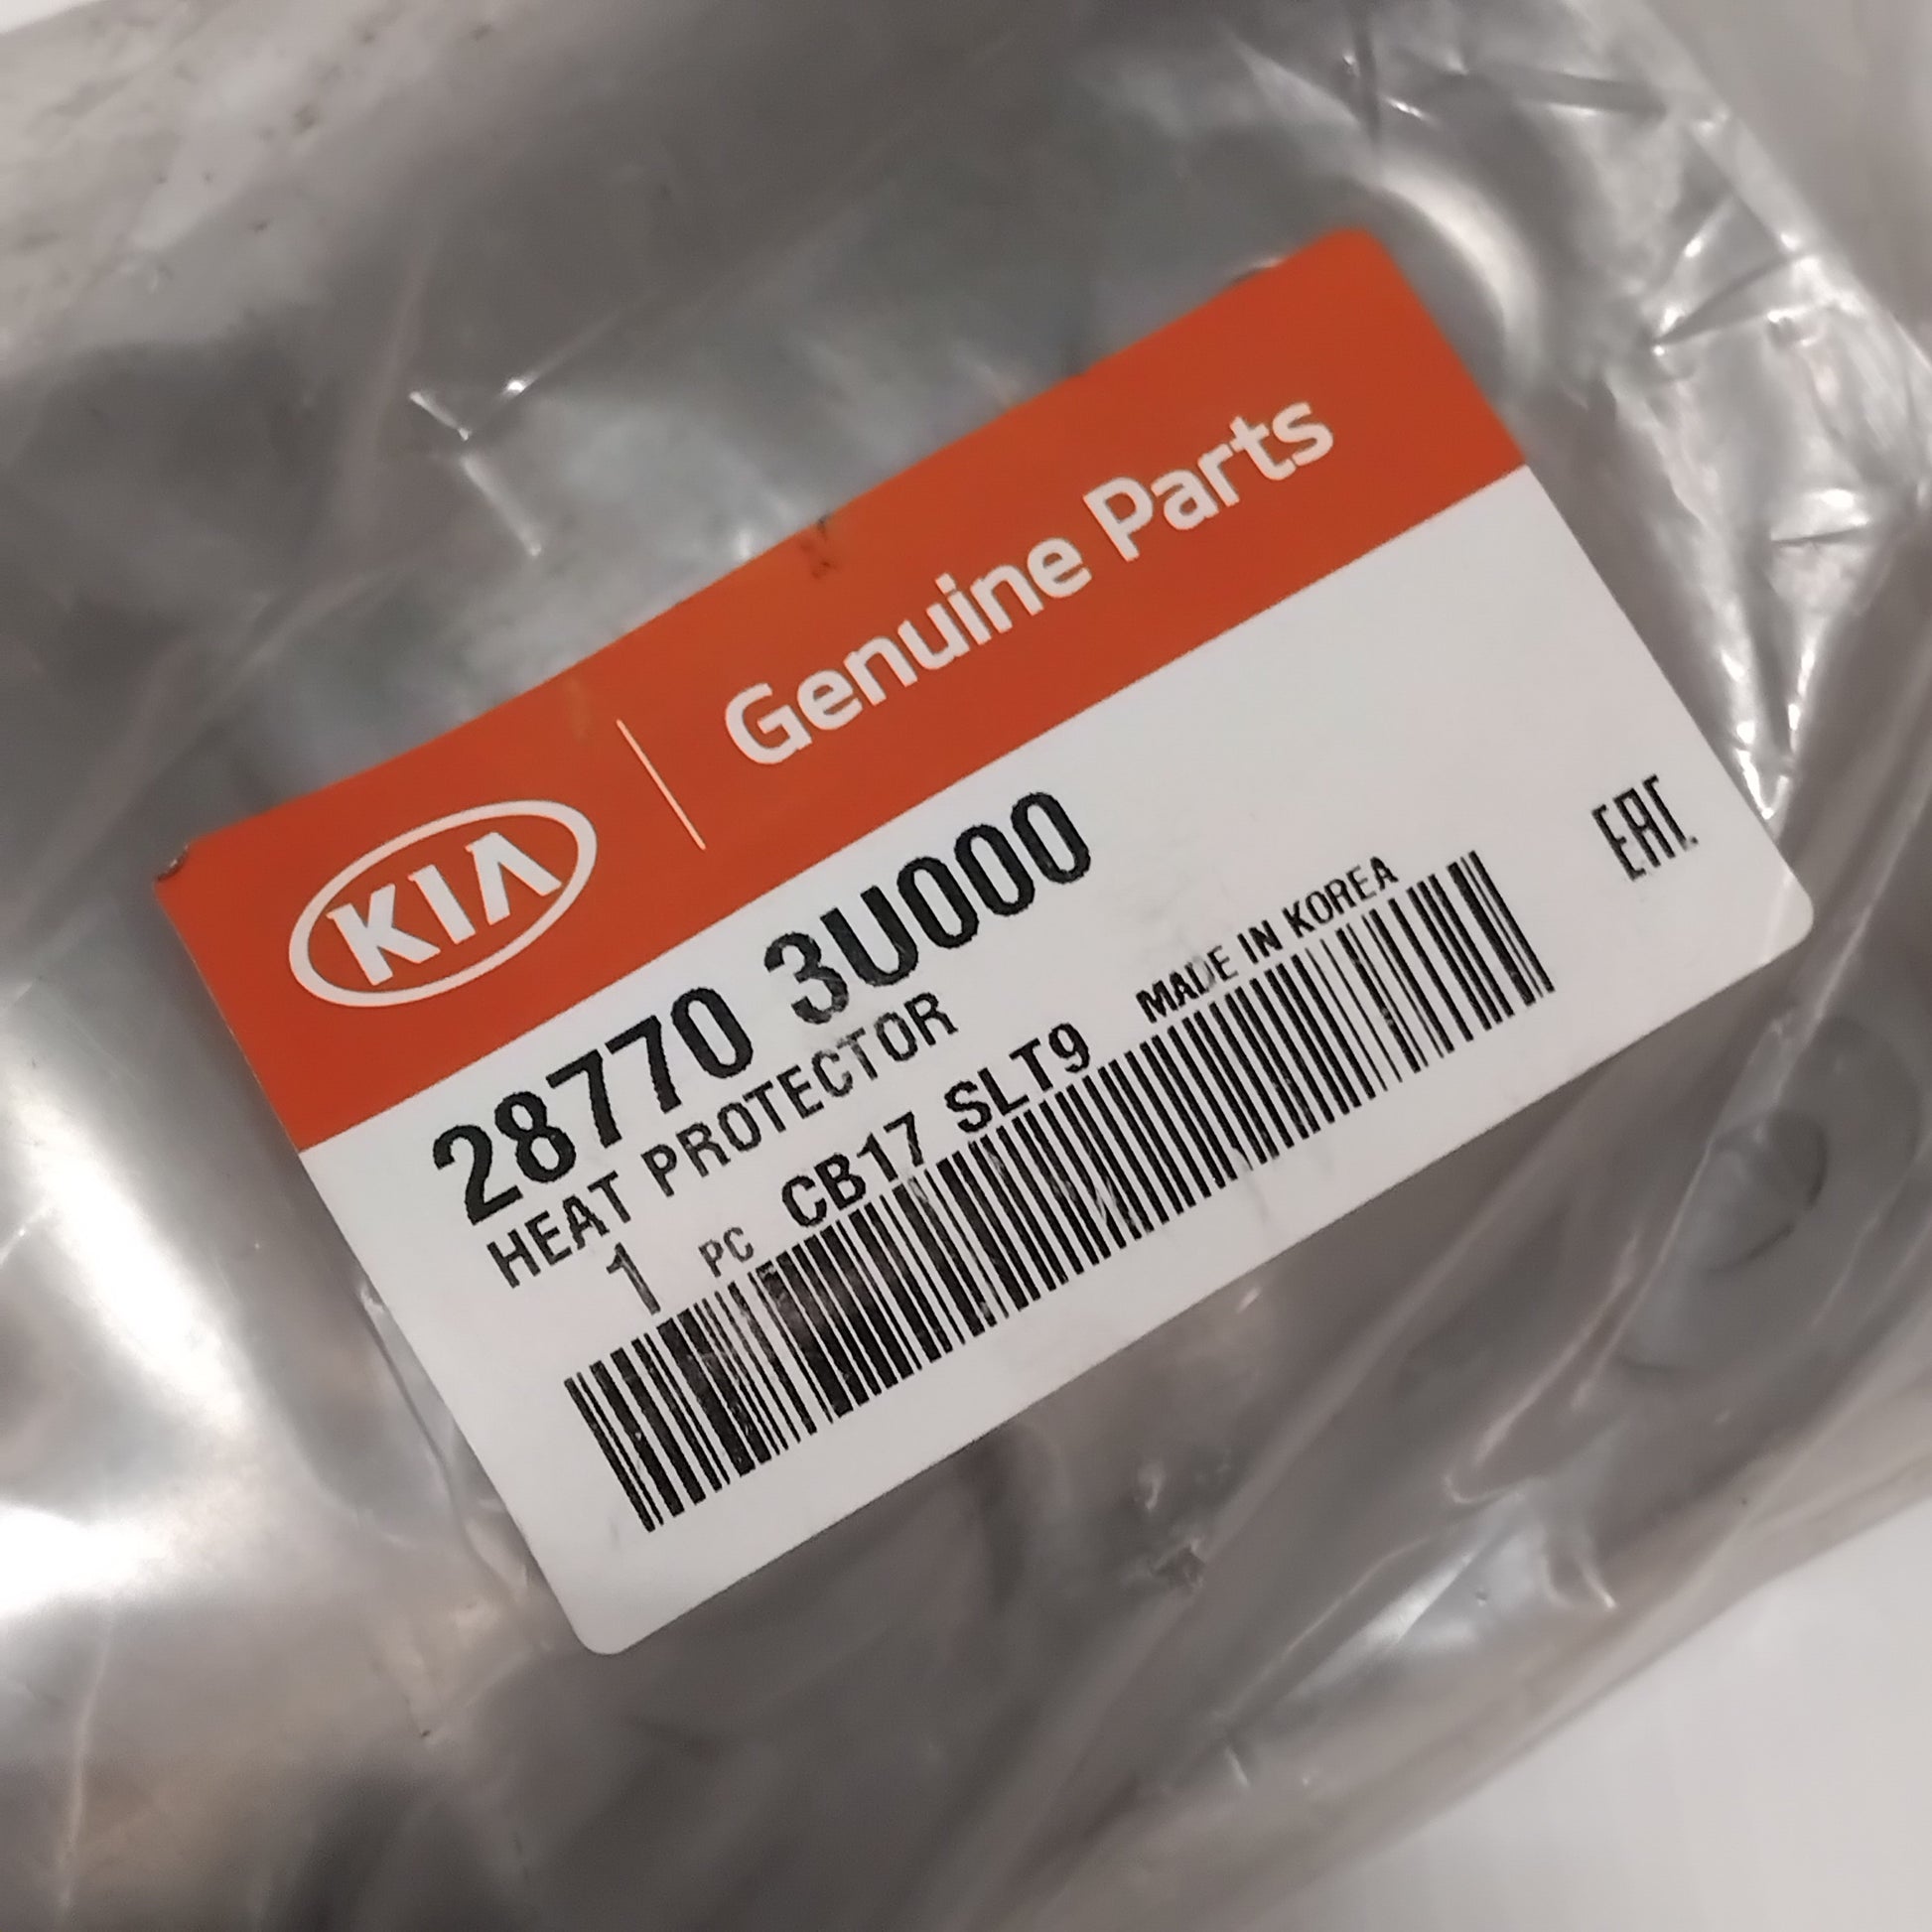 KIA Genuine Parts
28770 3U000
HEAT PROTECTOR
1 PC CB17 SLT9 MADE IN KOREA
EAC